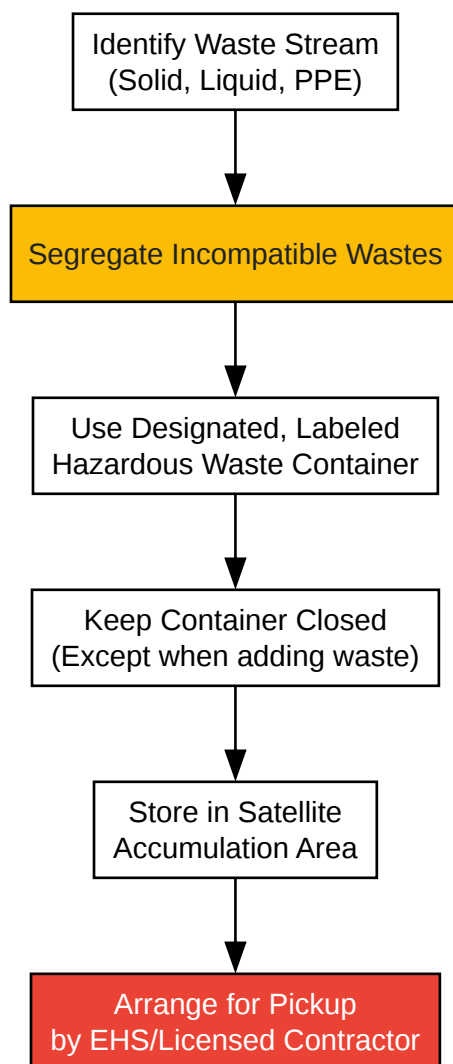 Identify Waste Stream
(Solid, Liquid, PPE)
Segregate Incompatible Wastes
Use Designated, Labeled
Hazardous Waste Container
Keep Container Closed
(Except when adding waste)
Store in Satellite
Accumulation Area
Arrange for Pickup
by EHS/Licensed Contractor